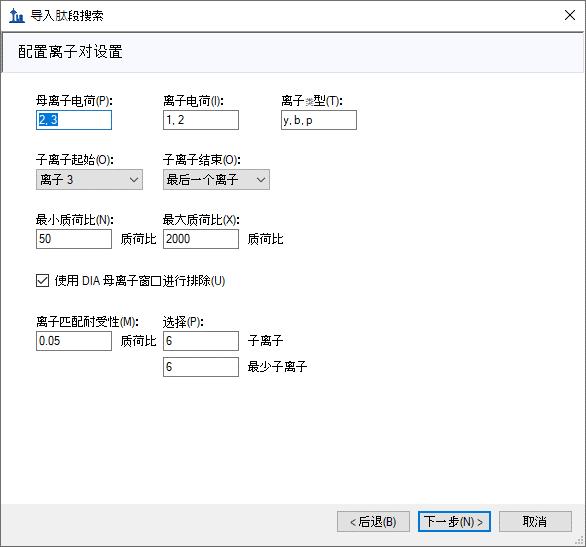 导入肽段搜索
配置离子对设置
母离子电荷(P): 离子电荷(I): 离子类型(T):
2, 3 1, 2 y, b, p
子离子起始(O): 子离子结束(O):
离子 3 最后一个离子
最小质荷比(N): 最大质荷比(X):
50 质荷比 2000 质荷比
使用 DIA 母离子窗口进行排除(U)
离子匹配耐受性(M): 选择(P):
0.05 质荷比 6 子离子
6 最少子离子
< 后退(B) 下一步(N) > 取消